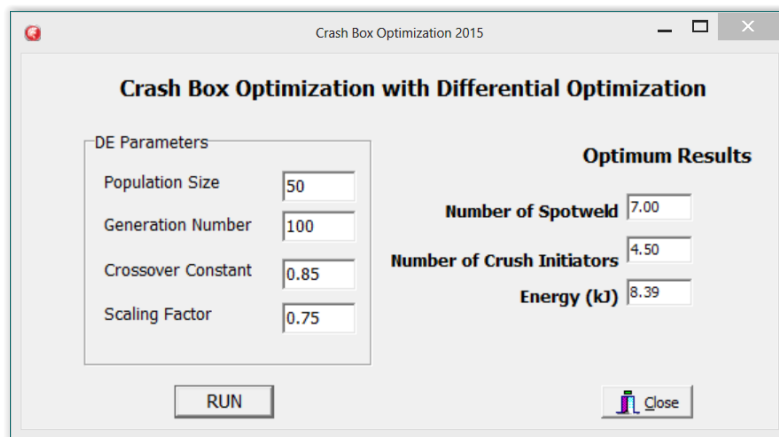 Crash Box Optimization 2015
Crash Box Optimization with Differential Optimization
DE Parameters
Population Size 50
Generation Number 100
Crossover Constant 0.85
Scaling Factor 0.75
RUN
Optimum Results
Number of Spotweld 7.00
Number of Crush Initiators 4.50
Energy (kJ) 8.39
Close